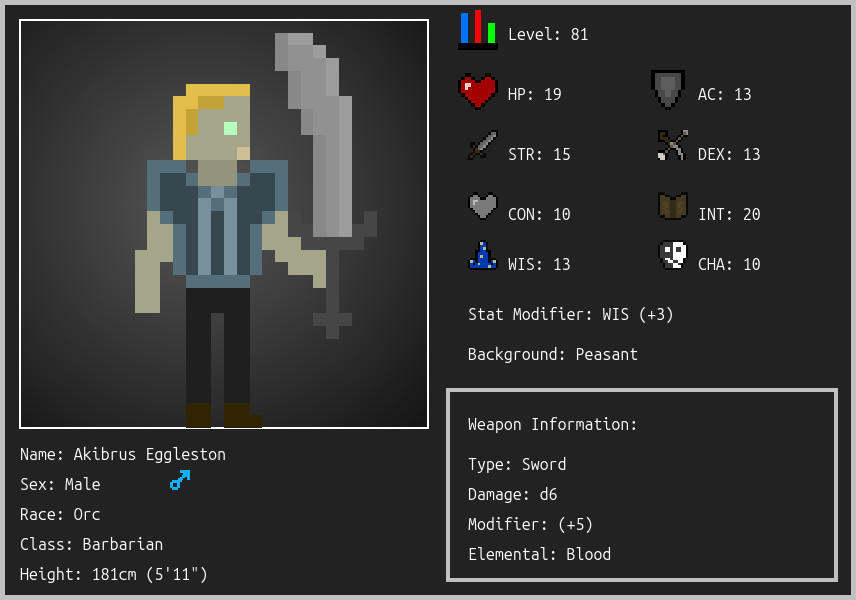 Level: 81
HP: 19
AC: 13
STR: 15
DEX: 13
CON: 10
INT: 20
WIS: 13
CHA: 10
Stat Modifier: WIS (+3)
Background: Peasant
Weapon Information:
Type: Sword
Damage: d6
Modifier: (+5)
Elemental: Blood
Name: Akibrus Eggleston
Sex: Male
Race: Orc
Class: Barbarian
Height: 181cm (5'11")